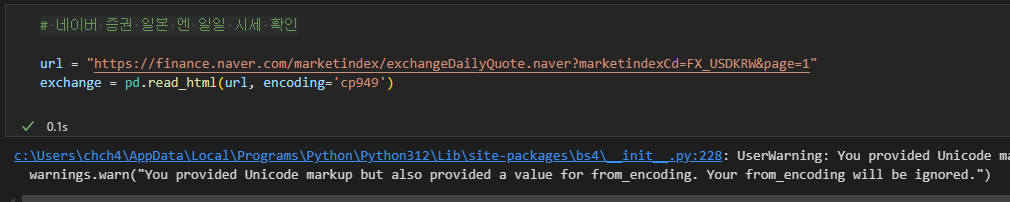 # 네이버 증권 일본 엔 일일 시세 확인
url = "https://finance.naver.com/marketindex/exchangeDailyQuote.naver?marketindexCd=FX_USDKRW&page=1"
exchange = pd.read_html(url, encoding='cp949')
✓ 0.1s
c:\Users\chch4\AppData\Local\Programs\Python\Python312\Lib\site-packages\bs4\__init__.py:228: UserWarning: You provided Unicode ma
warnings.warn("You provided Unicode markup but also provided a value for from_encoding. Your from_encoding will be ignored.")